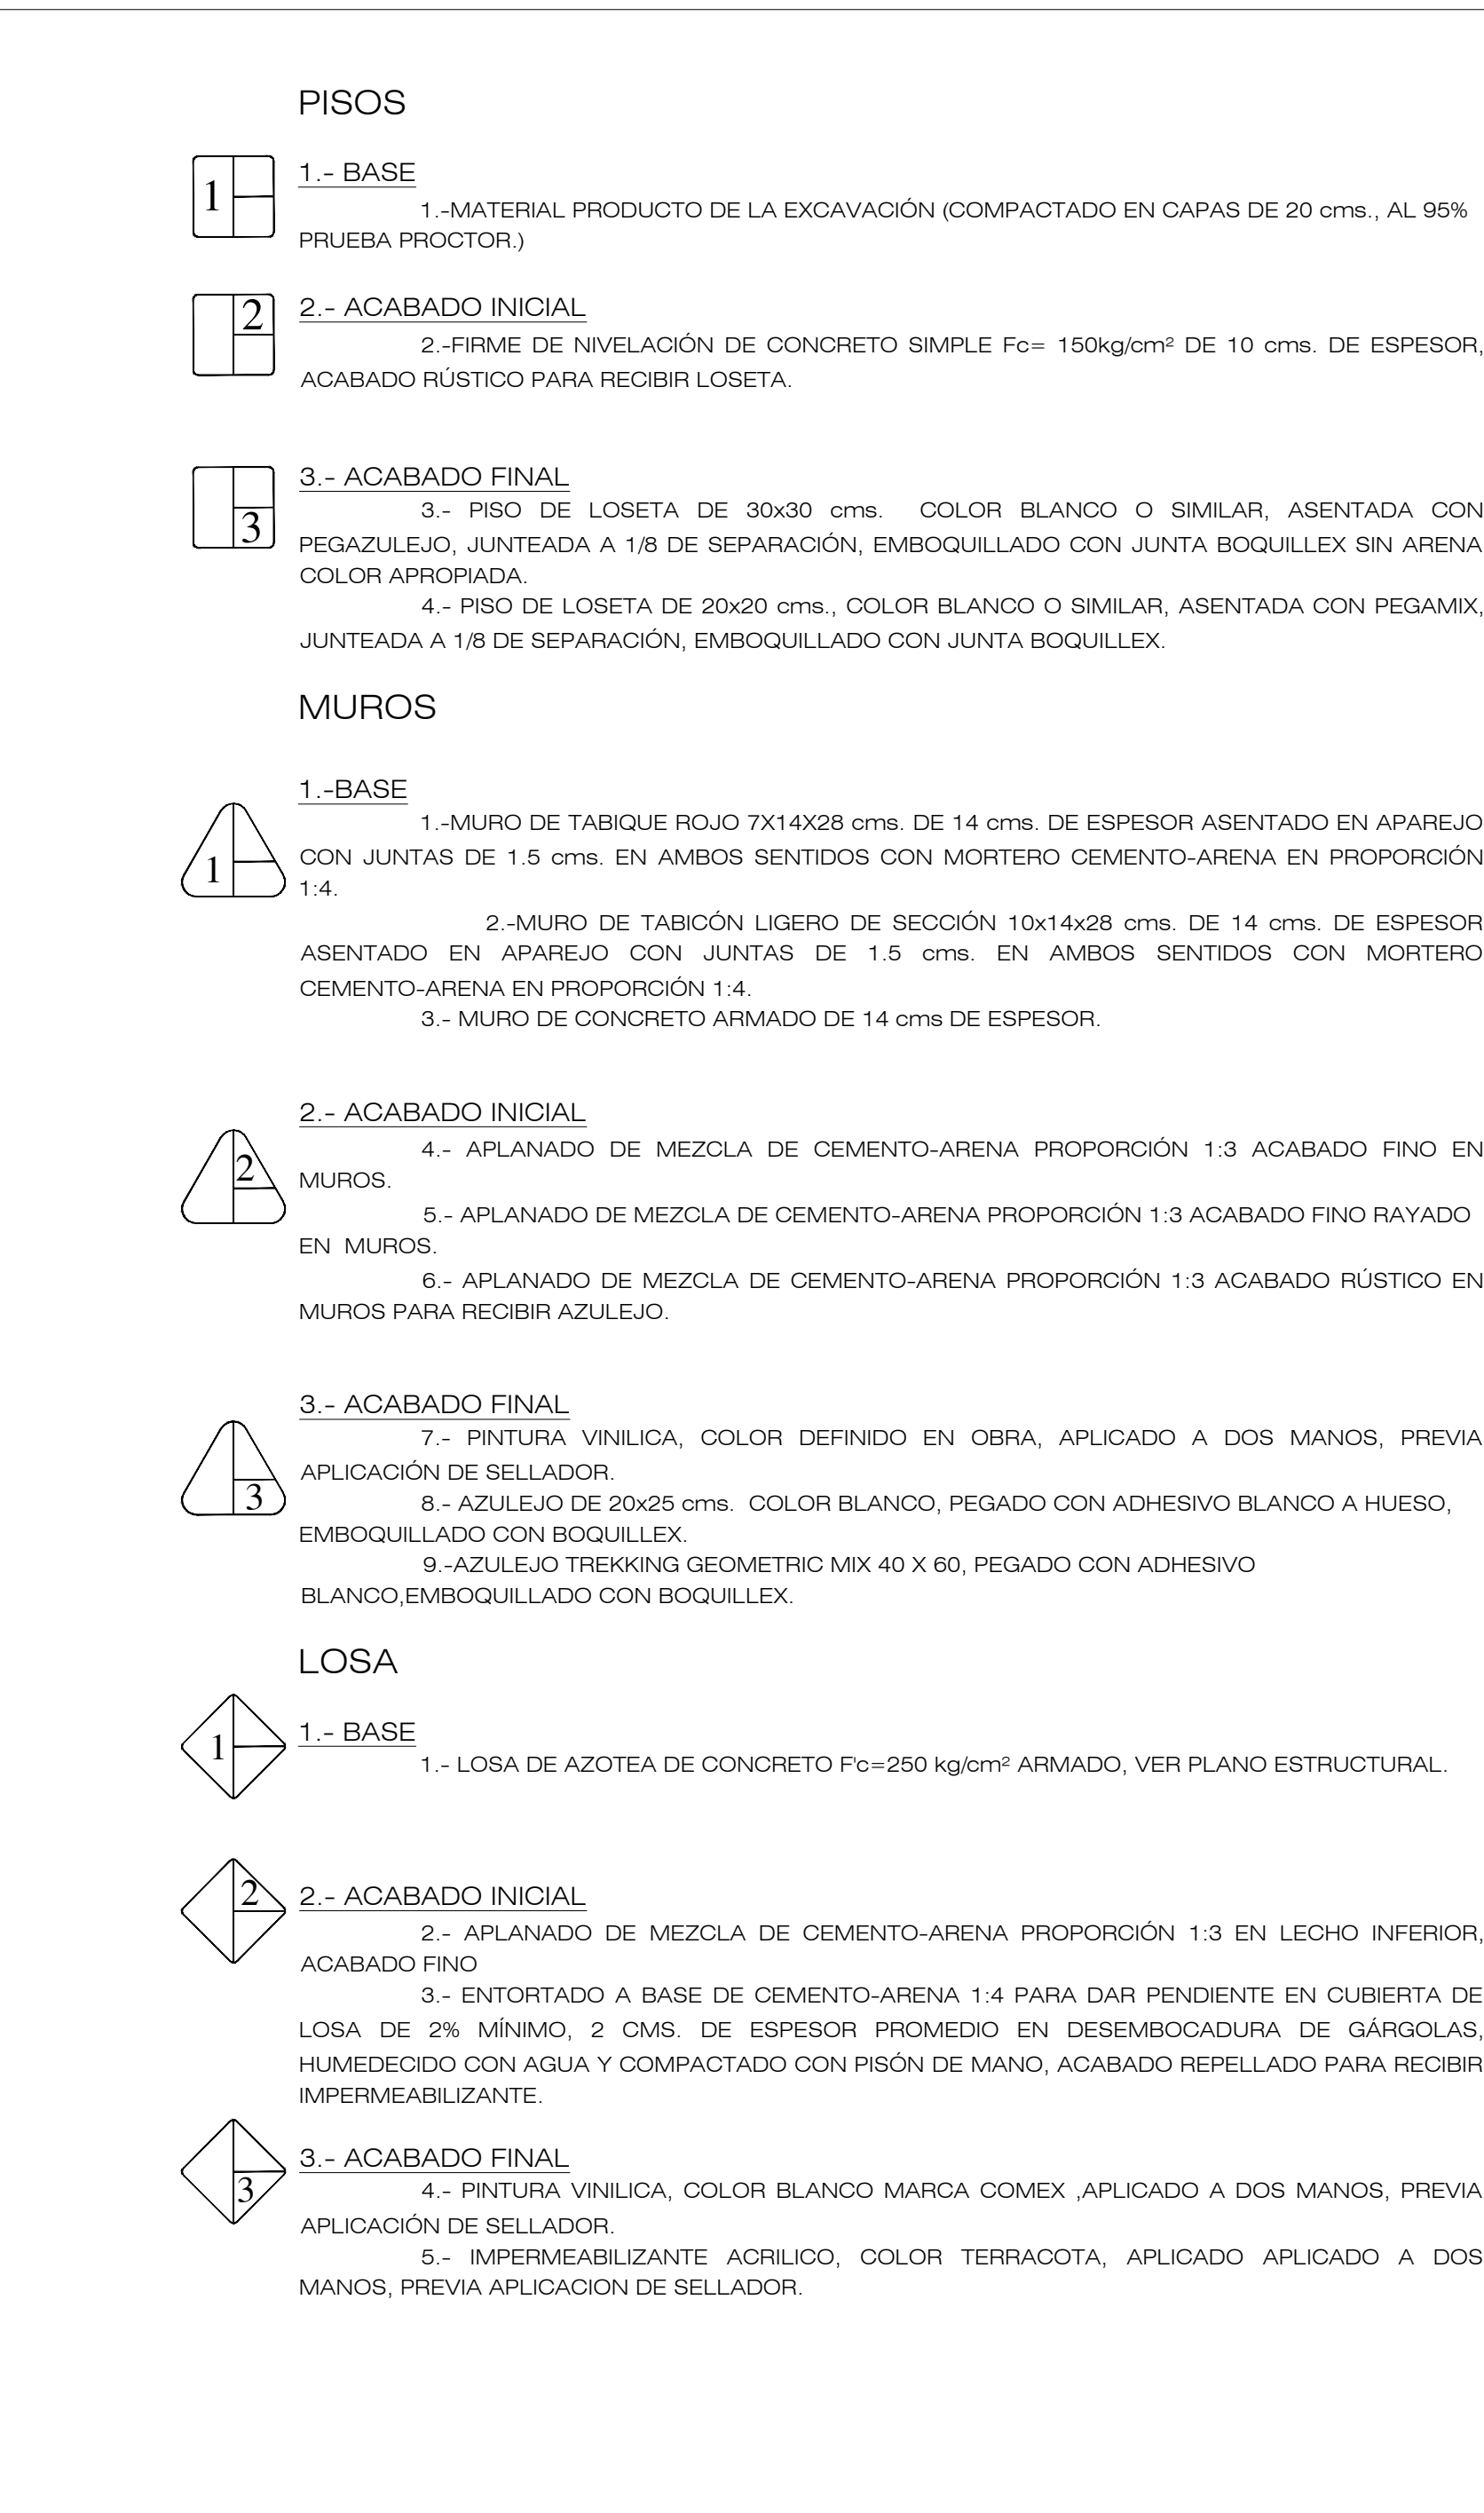 PISOS
1
1.- BASE
1.-MATERIAL PRODUCTO DE LA EXCAVACIÓN (COMPACTADO EN CAPAS DE 20 cms., AL 95%
PRUEBA PROCTOR.)
2
2.- ACABADO INICIAL
2.-FIRME DE NIVELACIÓN DE CONCRETO SIMPLE Fc= 150kg/cm² DE 10 cms. DE ESPESOR,
ACABADO RÚSTICO PARA RECIBIR LOSETA.
3
3.- ACABADO FINAL
3.- PISO DE LOSETA DE 30x30 cms. COLOR BLANCO O SIMILAR, ASENTADA CON
PEGAZULEJO, JUNTEADA A 1/8 DE SEPARACIÓN, EMBOQUILLADO CON JUNTA BOQUILLEX SIN ARENA
COLOR APROPIADA.
4.- PISO DE LOSETA DE 20x20 cms., COLOR BLANCO O SIMILAR, ASENTADA CON PEGAMIX,
JUNTEADA A 1/8 DE SEPARACIÓN, EMBOQUILLADO CON JUNTA BOQUILLEX.
MUROS
1.-BASE
1
1.-MURO DE TABIQUE ROJO 7X14X28 cms. DE 14 cms. DE ESPESOR ASENTADO EN APAREJO
CON JUNTAS DE 1.5 cms. EN AMBOS SENTIDOS CON MORTERO CEMENTO-ARENA EN PROPORCIÓN
1:4.
2.-MURO DE TABICÓN LIGERO DE SECCIÓN 10x14x28 cms. DE 14 cms. DE ESPESOR
ASENTADO EN APAREJO CON JUNTAS DE 1.5 cms. EN AMBOS SENTIDOS CON MORTERO
CEMENTO-ARENA EN PROPORCIÓN 1:4.
3.- MURO DE CONCRETO ARMADO DE 14 cms DE ESPESOR.
2.- ACABADO INICIAL
2
4.- APLANADO DE MEZCLA DE CEMENTO-ARENA PROPORCIÓN 1:3 ACABADO FINO EN
MUROS.
5.- APLANADO DE MEZCLA DE CEMENTO-ARENA PROPORCIÓN 1:3 ACABADO FINO RAYADO
EN MUROS.
6.- APLANADO DE MEZCLA DE CEMENTO-ARENA PROPORCIÓN 1:3 ACABADO RÚSTICO EN
MUROS PARA RECIBIR AZULEJO.
3.- ACABADO FINAL
3
7.- PINTURA VINILICA, COLOR DEFINIDO EN OBRA, APLICADO A DOS MANOS, PREVIA
APLICACIÓN DE SELLADOR.
8.- AZULEJO DE 20x25 cms. COLOR BLANCO, PEGADO CON ADHESIVO BLANCO A HUESO,
EMBOQUILLADO CON BOQUILLEX.
9.-AZULEJO TREKKING GEOMETRIC MIX 40 X 60, PEGADO CON ADHESIVO
BLANCO,EMBOQUILLADO CON BOQUILLEX.
LOSA
1
1.- BASE
1.- LOSA DE AZOTEA DE CONCRETO F'c=250 kg/cm² ARMADO, VER PLANO ESTRUCTURAL.
2
2.- ACABADO INICIAL
2.- APLANADO DE MEZCLA DE CEMENTO-ARENA PROPORCIÓN 1:3 EN LECHO INFERIOR,
ACABADO FINO
3.- ENTORTADO A BASE DE CEMENTO-ARENA 1:4 PARA DAR PENDIENTE EN CUBIERTA DE
LOSA DE 2% MÍNIMO, 2 CMS. DE ESPESOR PROMEDIO EN DESEMBOCADURA DE GÁRGOLAS,
HUMEDECIDO CON AGUA Y COMPACTADO CON PISÓN DE MANO, ACABADO REPELLADO PARA RECIBIR
IMPERMEABILIZANTE.
3
3.- ACABADO FINAL
4.- PINTURA VINILICA, COLOR BLANCO MARCA COMEX ,APLICADO A DOS MANOS, PREVIA
APLICACIÓN DE SELLADOR.
5.- IMPERMEABILIZANTE ACRILICO, COLOR TERRACOTA, APLICADO APLICADO A DOS
MANOS, PREVIA APLICACION DE SELLADOR.